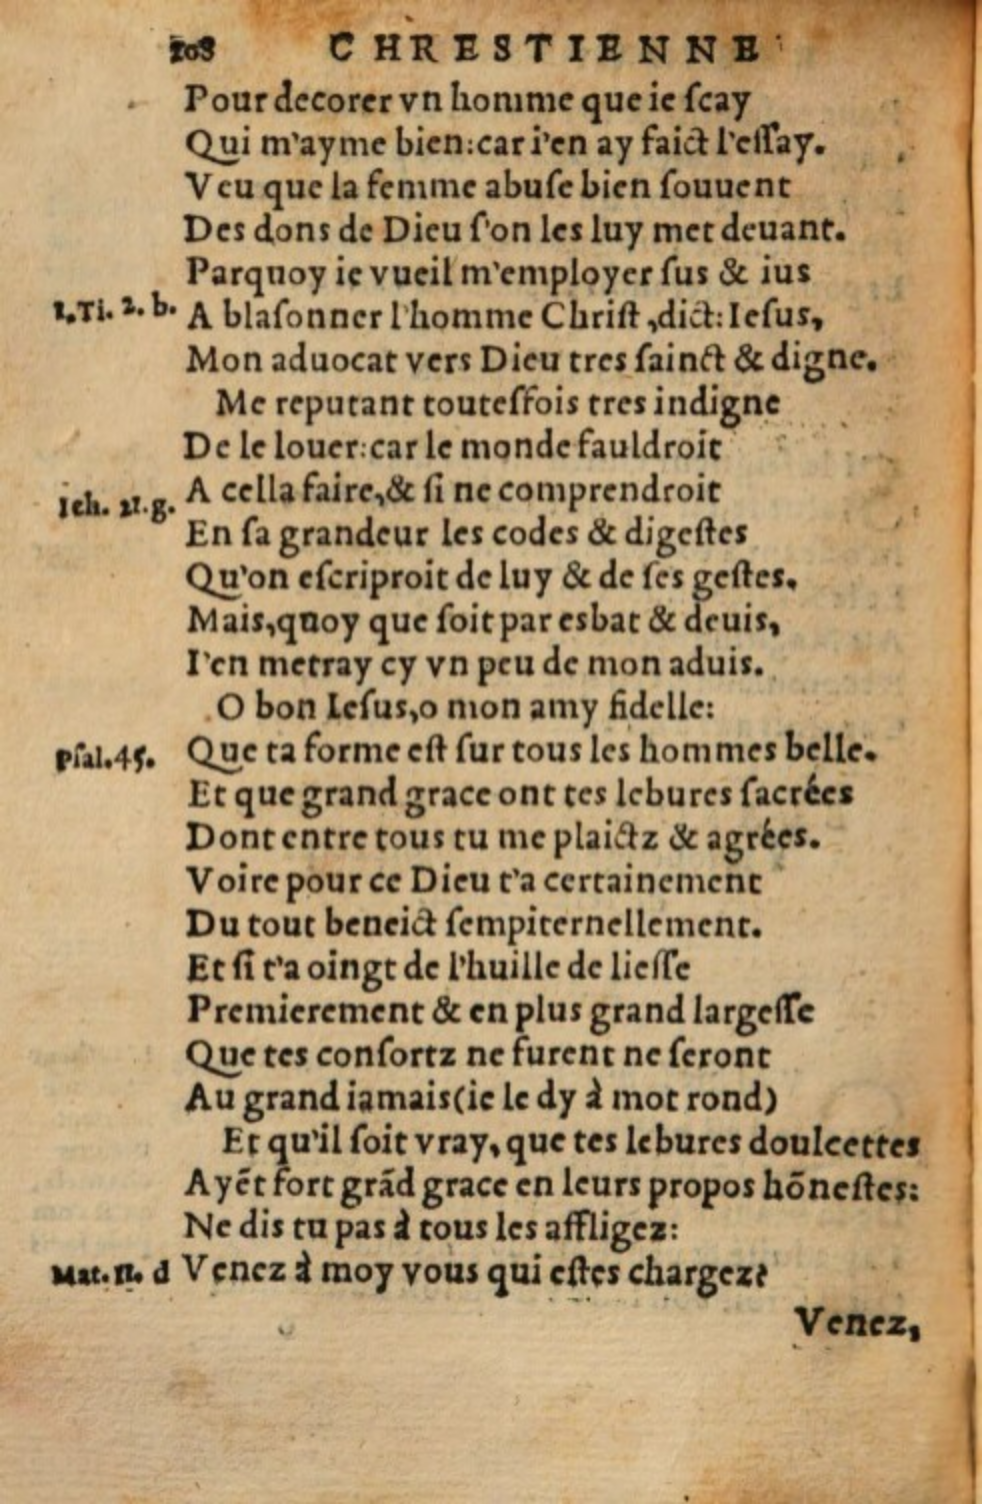 208 CHRESTIENNE
Pour decorer vn homme que ie ſcay
Qui m'ayme bien:car i'en ay faict l'eſſay.
Veu que la femme abuſe bien ſouuent
Des dons de Dieu ſ'on les luy met deuant.
Parquoy ie vueil m'employer ſus & ius
1.Ti. 2. b. A blaſonner l'homme Chriſt ,dict:Ieſus,
Mon aduocat vers Dieu tres ſainct & digne.
Me reputant touteſfois tres indigne
De le louer:car le monde fauldroit
Ieh. 21.g. A cella faire,& ſi ne comprendroit
En ſa grandeur les codes & digeſtes
Qu'on eſcriproit de luy & de ſes geſtes.
Mais,quoy que ſoit par esbat & deuis,
I'en metray cy vn peu de mon aduis.
O bon Ieſus,o mon amy fidelle:
Pſal.45. Que ta forme eſt ſur tous les hommes belle.
Et que grand grace ont tes lebures ſacrées
Dont entre tous tu me plaictz & agrées.
Voire pour ce Dieu t'a certainement
Du tout beneict ſempiternellement.
Et ſi t'a oingt de l'huille de lieſſe
Premierement & en plus grand largeſſe
Que tes conſortz ne furent ne ſeront
Au grand iamais(ie le dy à mot rond)
Et qu'il ſoit vray, que tes lebures doulcettes
Ayēt fort grād grace en leurs propos hōneſtes:
Ne dis tu pas à tous les affligez:
Mat.11. d Venez à moy vous qui eſtes chargez?
Venez,